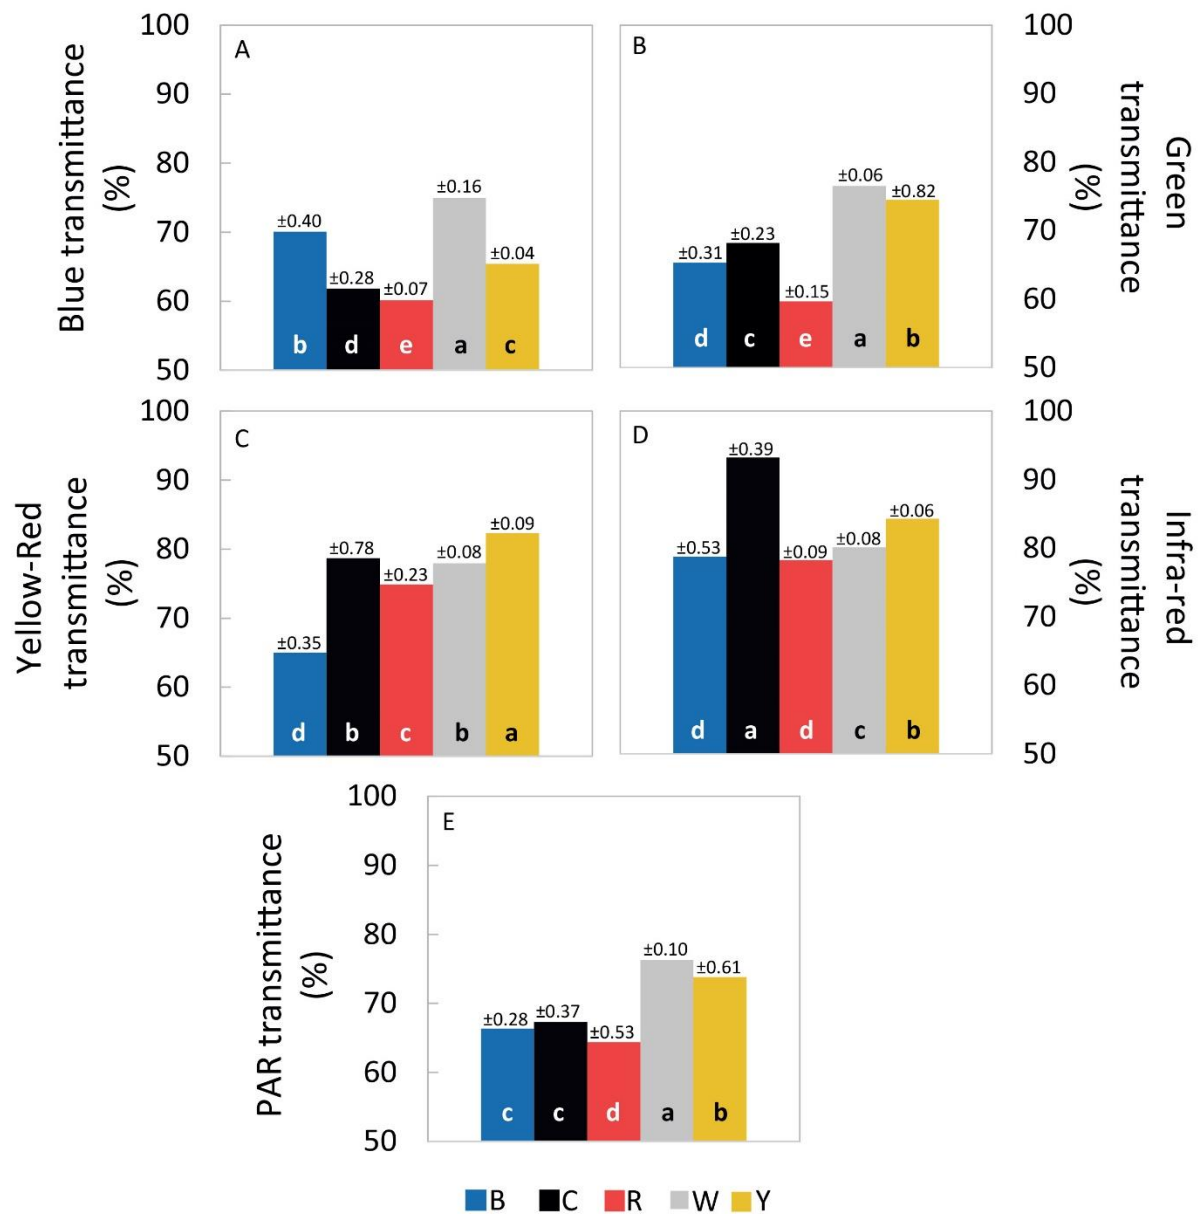 A
Blue transmittance
(%)
100
90
80
70
60
50
±0.40
±0.28
±0.07
±0.16
±0.04
b
d
e
a
c
B
Green
transmittance
(%)
100
90
80
70
60
50
±0.31
±0.23
±0.15
±0.06
±0.82
d
c
e
a
b
C
Yellow-Red
transmittance
(%)
100
90
80
70
60
50
±0.35
±0.78
±0.23
±0.08
±0.09
d
b
c
b
a
D
Infra-red
transmittance
(%)
100
90
80
70
60
50
±0.53
±0.39
±0.09
±0.08
±0.06
d
a
d
c
b
E
PAR transmittance
(%)
100
90
80
70
60
50
±0.28
±0.37
±0.53
±0.10
±0.61
c
c
d
a
b
B C R W Y